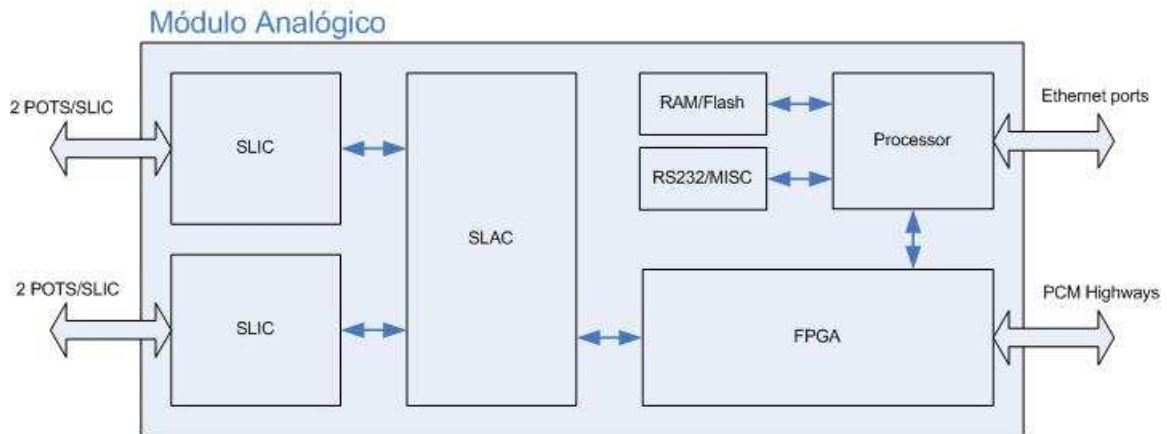 Módulo Analógico
2 POTS/SLIC
SLIC
SLAC
RAM/Flash
RS232/MISC
Processor
Ethernet ports
2 POTS/SLIC
SLIC
FPGA
PCM Highways